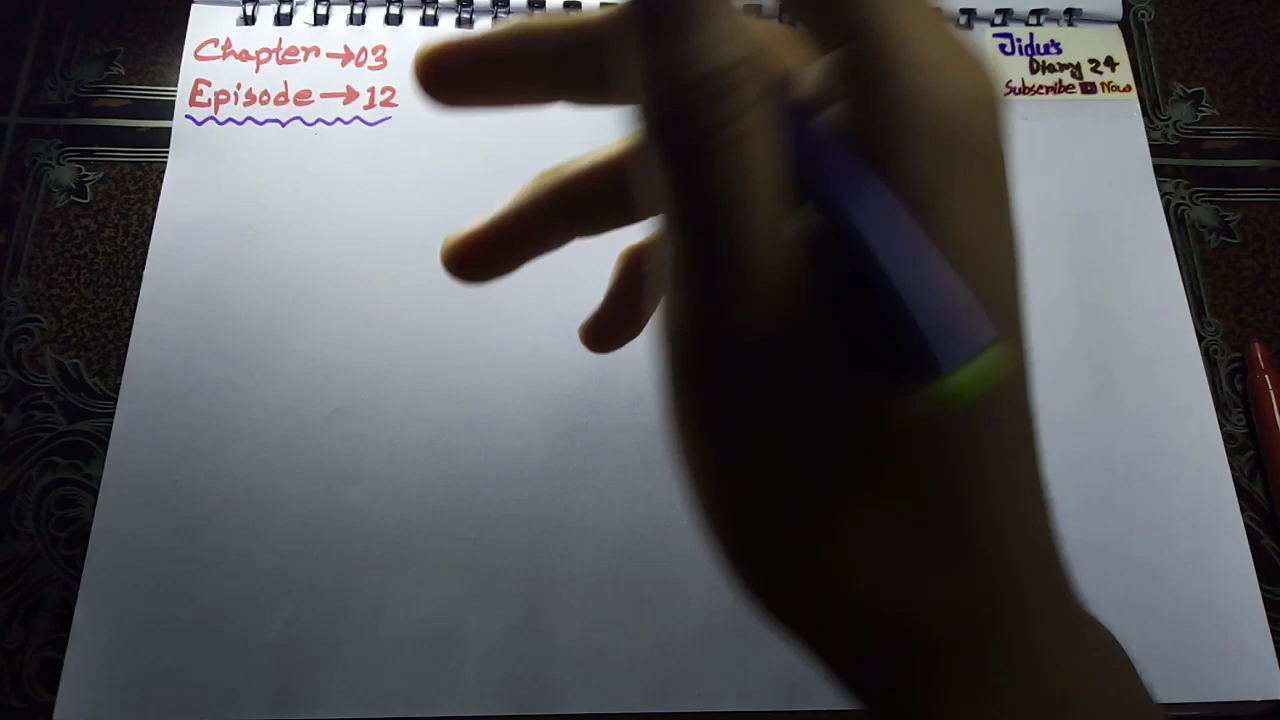 Chapter →03
Episode →12
Jidu's
Diary 24
Subscribe ▶ Now